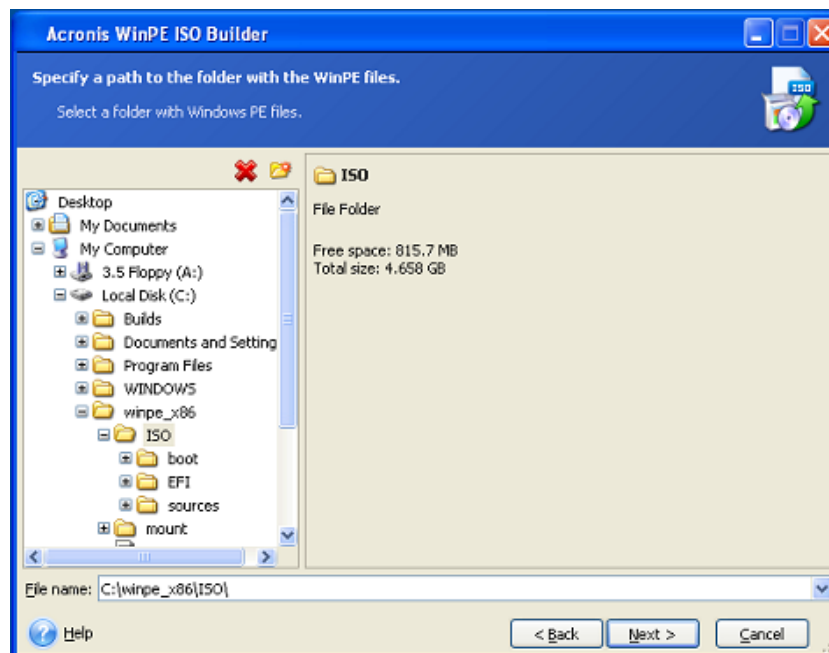 Acronis WinPE ISO Builder
Specify a path to the folder with the WinPE files.
Select a folder with Windows PE files.
ISO
Desktop
My Documents
My Computer
3.5 Floppy (A:)
Local Disk (C:)
Builds
Documents and Setting
Program Files
WINDOWS
winpe_x86
ISO
boot
EFI
sources
mount
ISO
File Folder
Free space: 815.7 MB
Total size: 4.658 GB
File name: C:\winpe_x86\ISO\
Help
< Back
Next >
Cancel